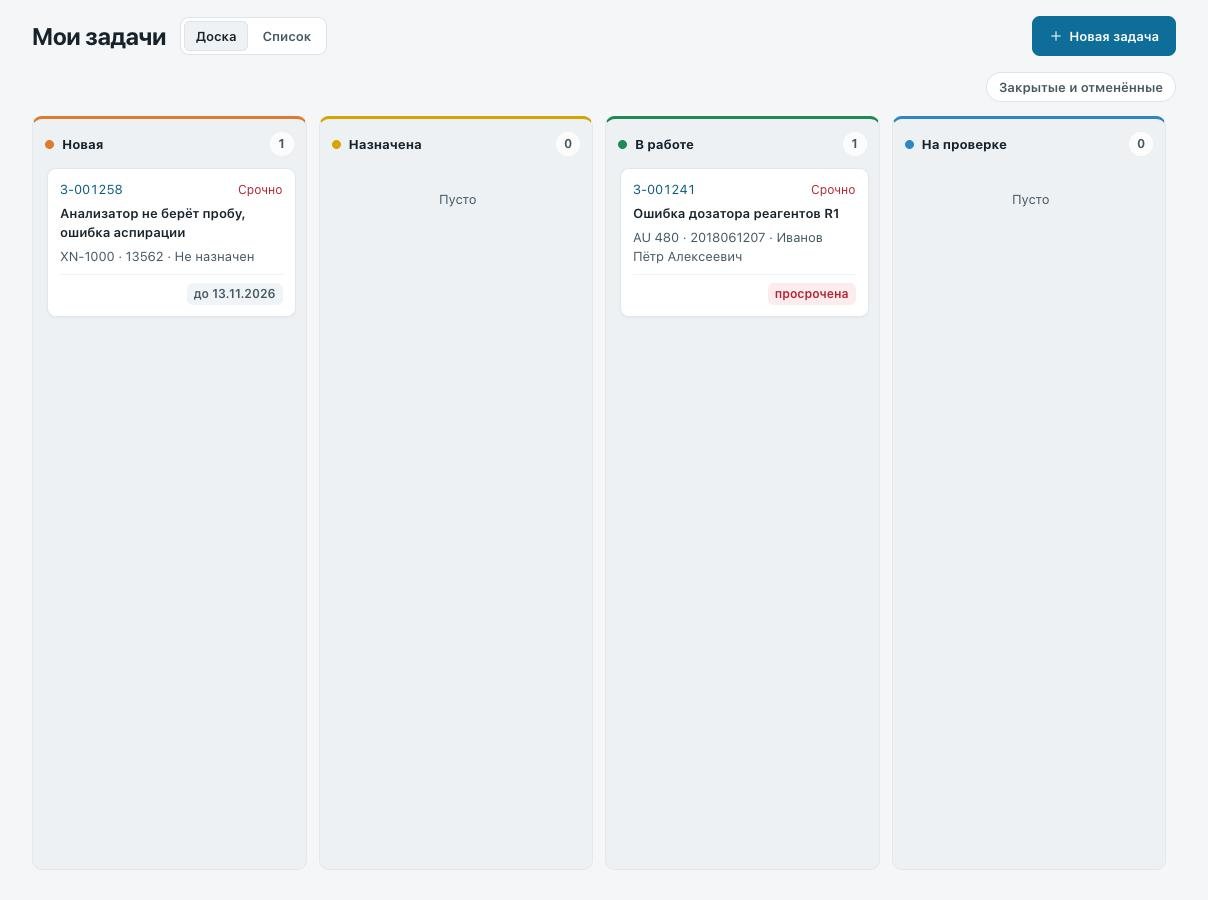 Мои задачи
Доска
Список
+ Новая задача
Закрытые и отменённые
Новая
1
З-001258
Срочно
Анализатор не берёт пробу,
ошибка аспирации
XN-1000 · 13562 · Не назначен
до 13.11.2026
Назначена
0
Пусто
В работе
1
З-001241
Срочно
Ошибка дозатора реагентов R1
AU 480 · 2018061207 · Иванов
Пётр Алексеевич
просрочена
На проверке
0
Пусто